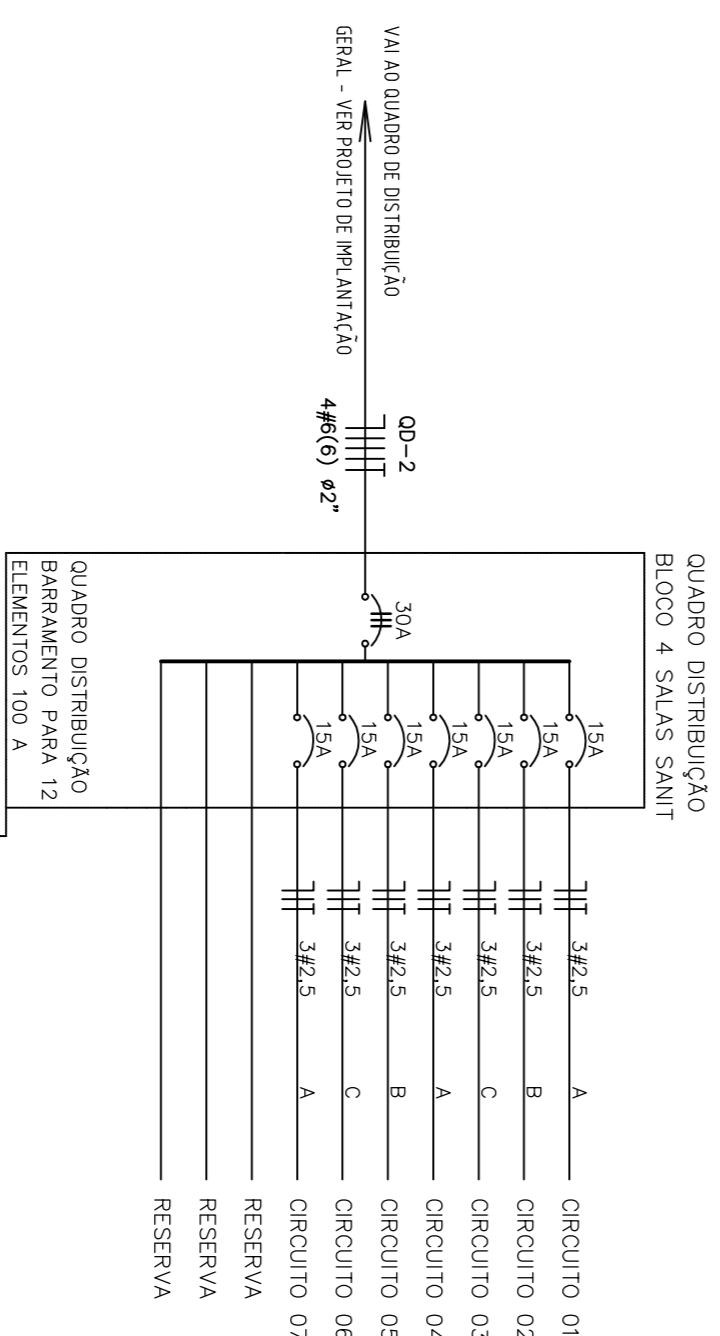 VAI AO QUADRO DE DISTRIBUIÇÃO
GERAL - VER PROJETO DE IMPLANTAÇÃO
QD-2
4#6(6) ø2"
QUADRO DISTRIBUIÇÃO
BLOCO 4 SALAS SANIT
30A
15A
3#2,5
A
CIRCUITO 01
15A
3#2,5
B
CIRCUITO 02
15A
3#2,5
C
CIRCUITO 03
15A
3#2,5
A
CIRCUITO 04
15A
3#2,5
B
CIRCUITO 05
15A
3#2,5
C
CIRCUITO 06
15A
3#2,5
A
CIRCUITO 07
RESERVA
RESERVA
RESERVA
QUADRO DISTRIBUIÇÃO
BARRAMENTO PARA 12
ELEMENTOS 100 A